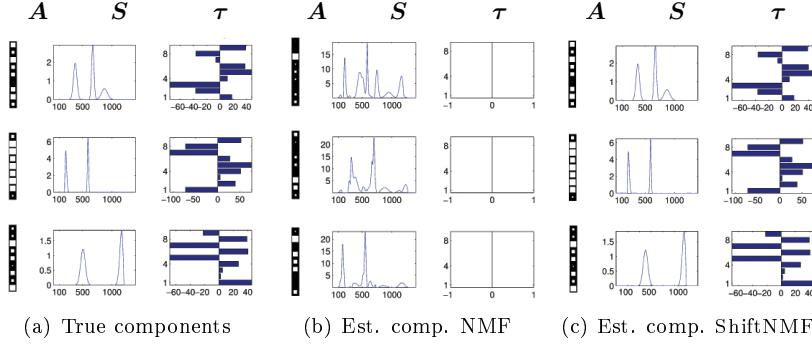 A S τ A S τ A S τ
2 1 0 100 500 1000 8 4 1 -60 -40 -20 0 20 40
15 10 5 100 500 1000 8 4 1 -1 0 1
2 1 0 100 500 1000 8 4 1 -60 -40 -20 0 20 40
6 4 2 0 100 500 1000 8 4 1 -100 -50 0 50
20 15 10 5 100 500 1000 8 4 1 -1 0 1
6 4 2 0 100 500 1000 8 4 1 -100 -50 0 50
1.5 1 0.5 0 100 500 1000 8 4 1 -60 -40 -20 0 20 40
20 15 10 5 100 500 1000 8 4 1 -1 0 1
1.5 1 0.5 0 100 500 1000 8 4 1 -80 -60 -40 -20 0 20 40
(a) True components (b) Est. comp. NMF (c) Est. comp. ShiftNMF